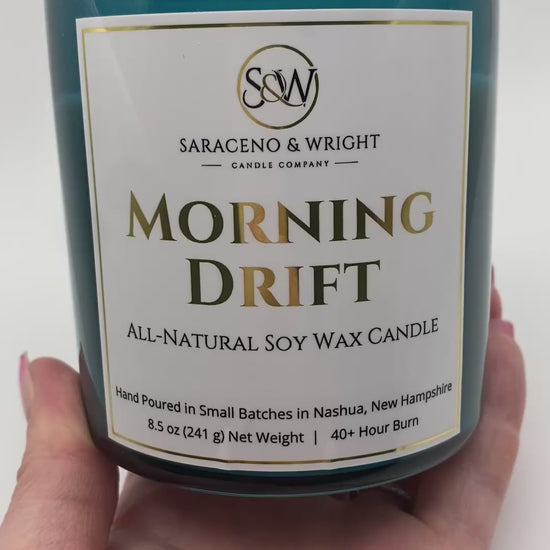 S&W
SARACENO & WRIGHT
CANDLE COMPANY
MORNING
DRIFT
ALL-NATURAL SOY WAX CANDLE
Hand Poured in Small Batches in Nashua, New Hampshire
8.5 oz (241 g) Net Weight | 40+ Hour Burn